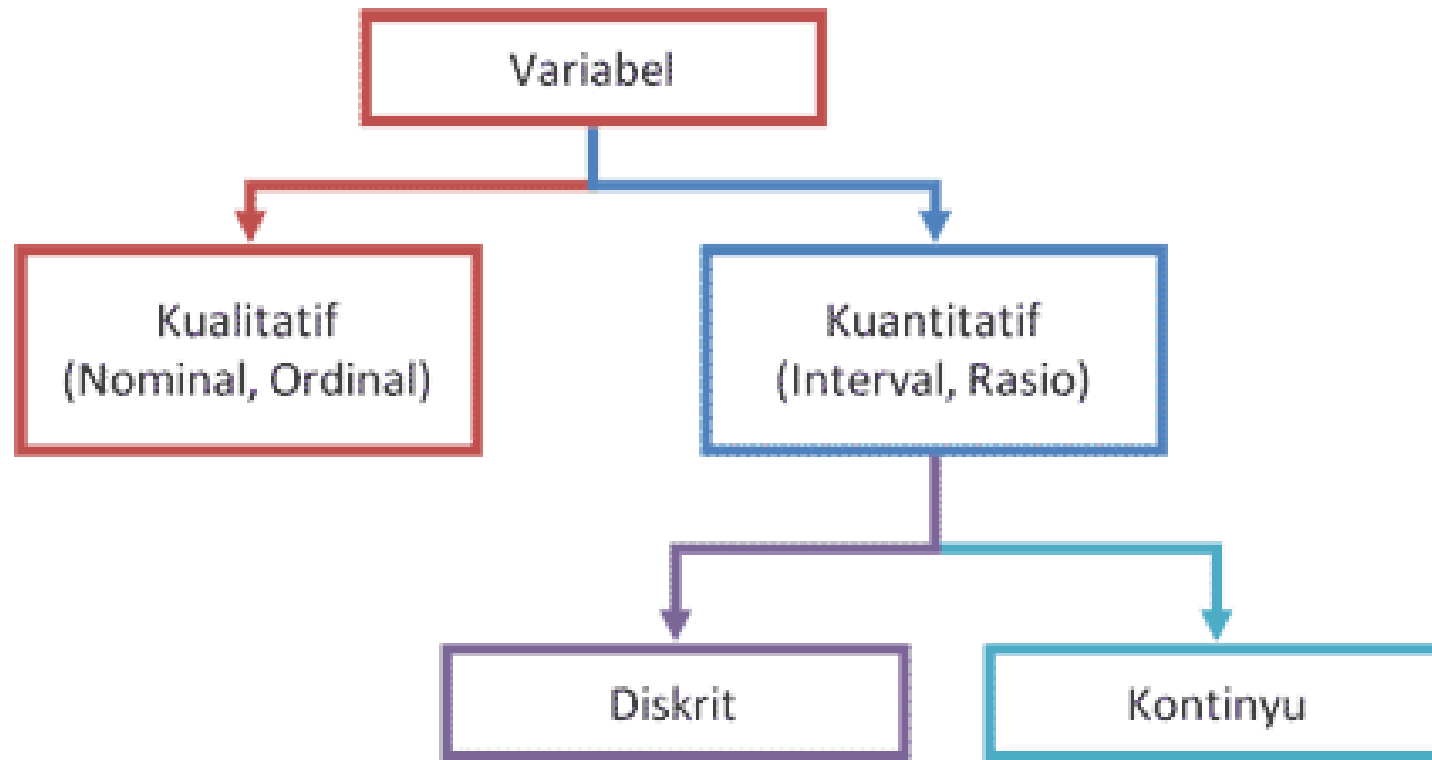 Variabel
Kualitatif
(Nominal, Ordinal)
Kuantitatif
(Interval, Rasio)
Diskrit
Kontinyu